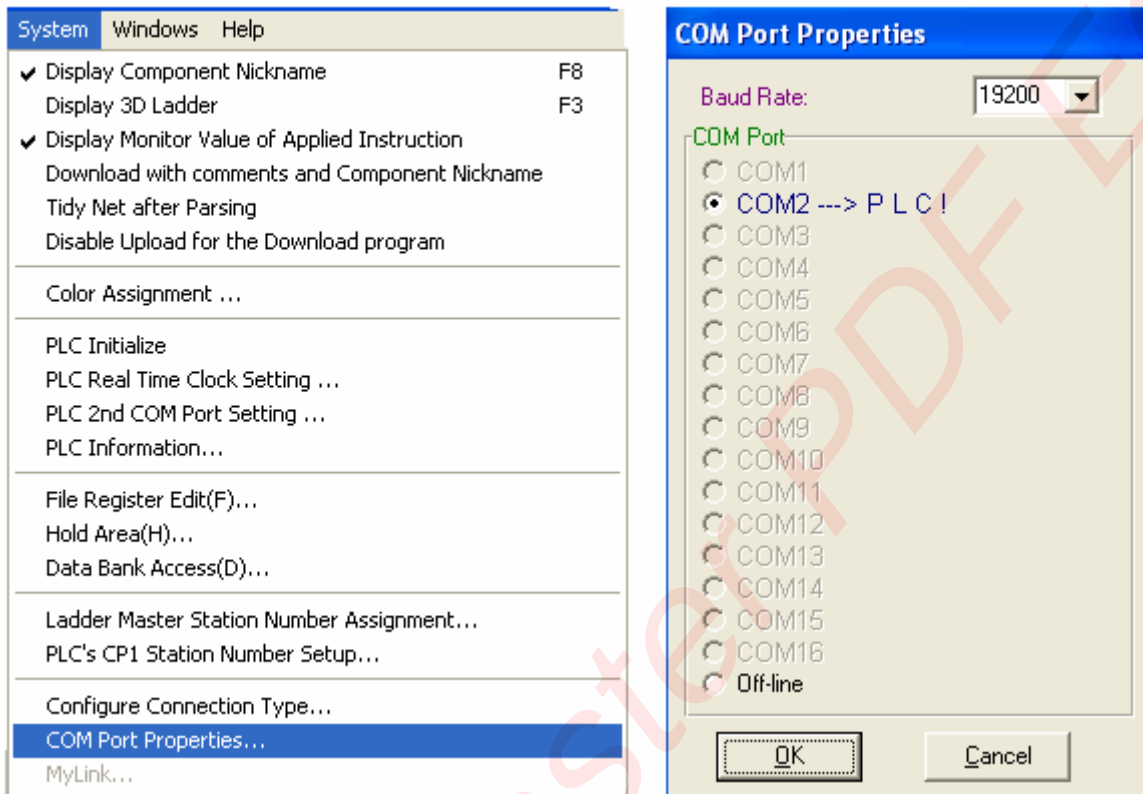 System Windows Help
Display Component Nickname F8
Display 3D Ladder F3
Display Monitor Value of Applied Instruction
Download with comments and Component Nickname
Tidy Net after Parsing
Disable Upload for the Download program
Color Assignment ...
PLC Initialize
PLC Real Time Clock Setting ...
PLC 2nd COM Port Setting ...
PLC Information...
File Register Edit(F)...
Hold Area(H)...
Data Bank Access(D)...
Ladder Master Station Number Assignment...
PLC's CP1 Station Number Setup...
Configure Connection Type...
COM Port Properties...
MyLink...
COM Port Properties
Baud Rate: 19200
COM Port
COM1
COM2 ---> P L C !
COM3
COM4
COM5
COM6
COM7
COM8
COM9
COM10
COM11
COM12
COM13
COM14
COM15
COM16
Off-line
OK Cancel
ster PDF E